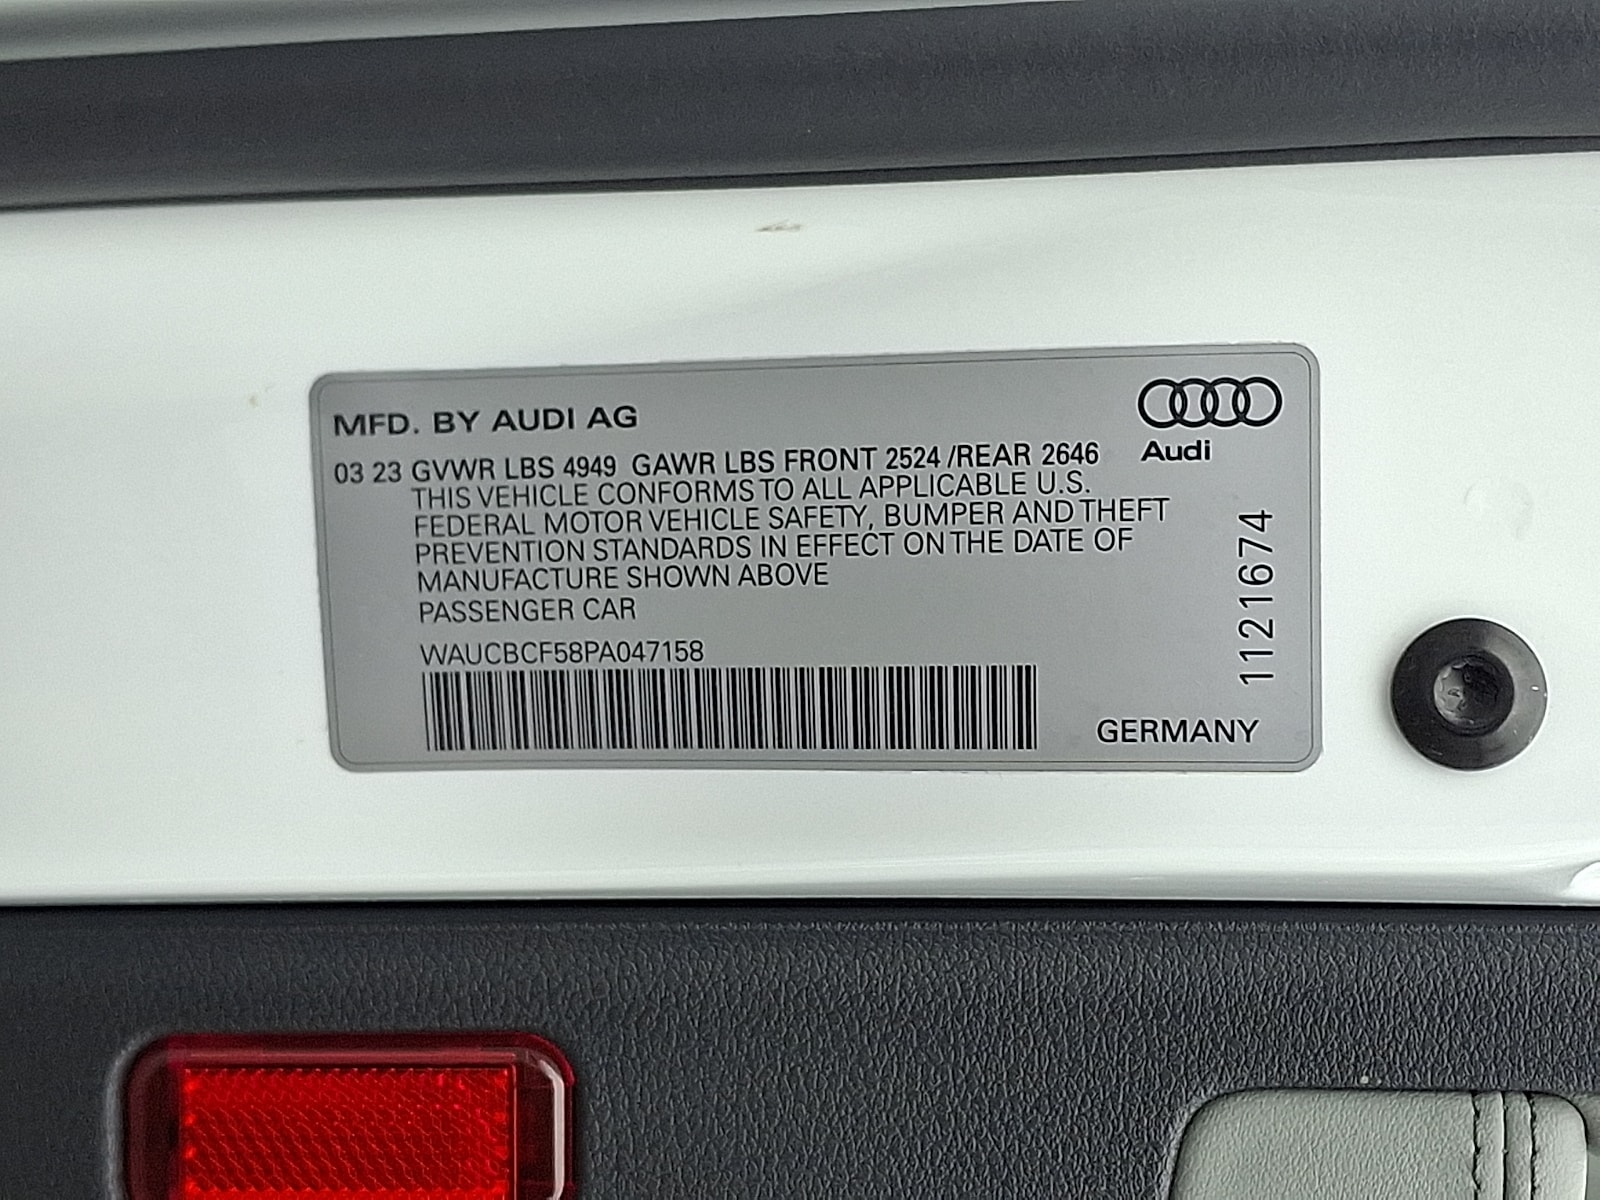 MFD. BY AUDI AG
Audi
03 23 GVWR LBS 4949 GAWR LBS FRONT 2524 /REAR 2646
THIS VEHICLE CONFORMS TO ALL APPLICABLE U.S.
FEDERAL MOTOR VEHICLE SAFETY, BUMPER AND THEFT
PREVENTION STANDARDS IN EFFECT ON THE DATE OF
MANUFACTURE SHOWN ABOVE
PASSENGER CAR
WAUCBCF58PA047158
1121674
GERMANY